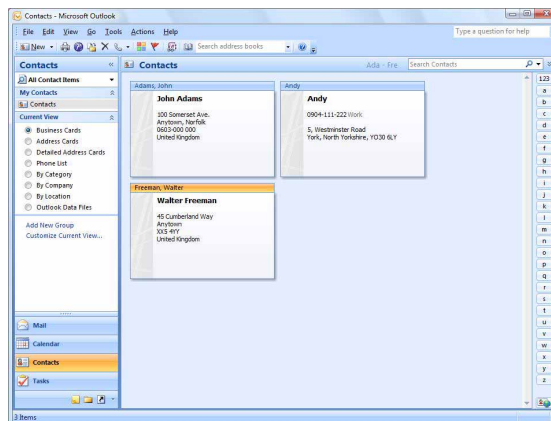 Contacts - Microsoft Outlook
File Edit View Go Tools Actions Help
Type a question for help
New
Search address books
Contacts
Contacts
Ada - Fre
Search Contacts
All Contact Items
My Contacts
Contacts
Current View
Business Cards
Address Cards
Detailed Address Cards
Phone List
By Category
By Company
By Location
Outlook Data Files
Add New Group
Customize Current View...
Adams, John
John Adams
100 Somerset Ave.
Anytown, Norfolk
0603-000 000
United Kingdom
Andy
Andy
0904-111-222 Work
5, Westminster Road
York, North Yorkshire, YO30 6LY
Freeman, Walter
Walter Freeman
45 Cumberland Way
Anytown
XX5 4YY
United Kingdom
123
a
b
c
d
e
f
g
h
i
j
k
l
m
n
o
p
q
r
s
t
u
v
w
x
y
z
Mail
Calendar
Contacts
Tasks
3 Items